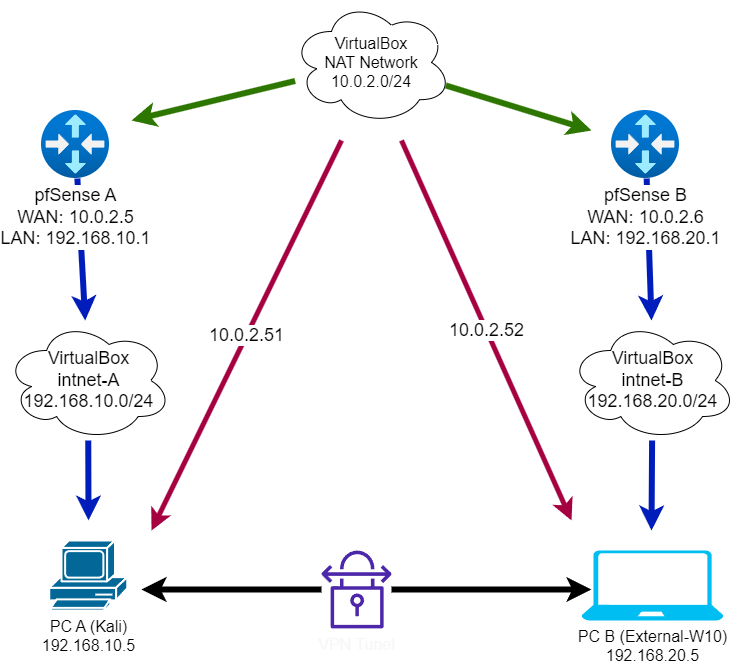 VirtualBox
NAT Network
10.0.2.0/24
pfSense A
WAN: 10.0.2.5
LAN: 192.168.10.1
pfSense B
WAN: 10.0.2.6
LAN: 192.168.20.1
10.0.2.51
10.0.2.52
VirtualBox
intnet-A
192.168.10.0/24
VirtualBox
intnet-B
192.168.20.0/24
PC A (Kali)
192.168.10.5
VPN Tunel
PC B (External-W10)
192.168.20.5